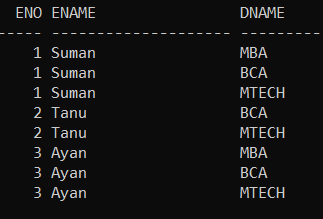 ENO ENAME DNAME
----- -------------------- ---------
1 Suman MBA
1 Suman BCA
1 Suman MTECH
2 Tanu BCA
2 Tanu MTECH
3 Ayan MBA
3 Ayan BCA
3 Ayan MTECH